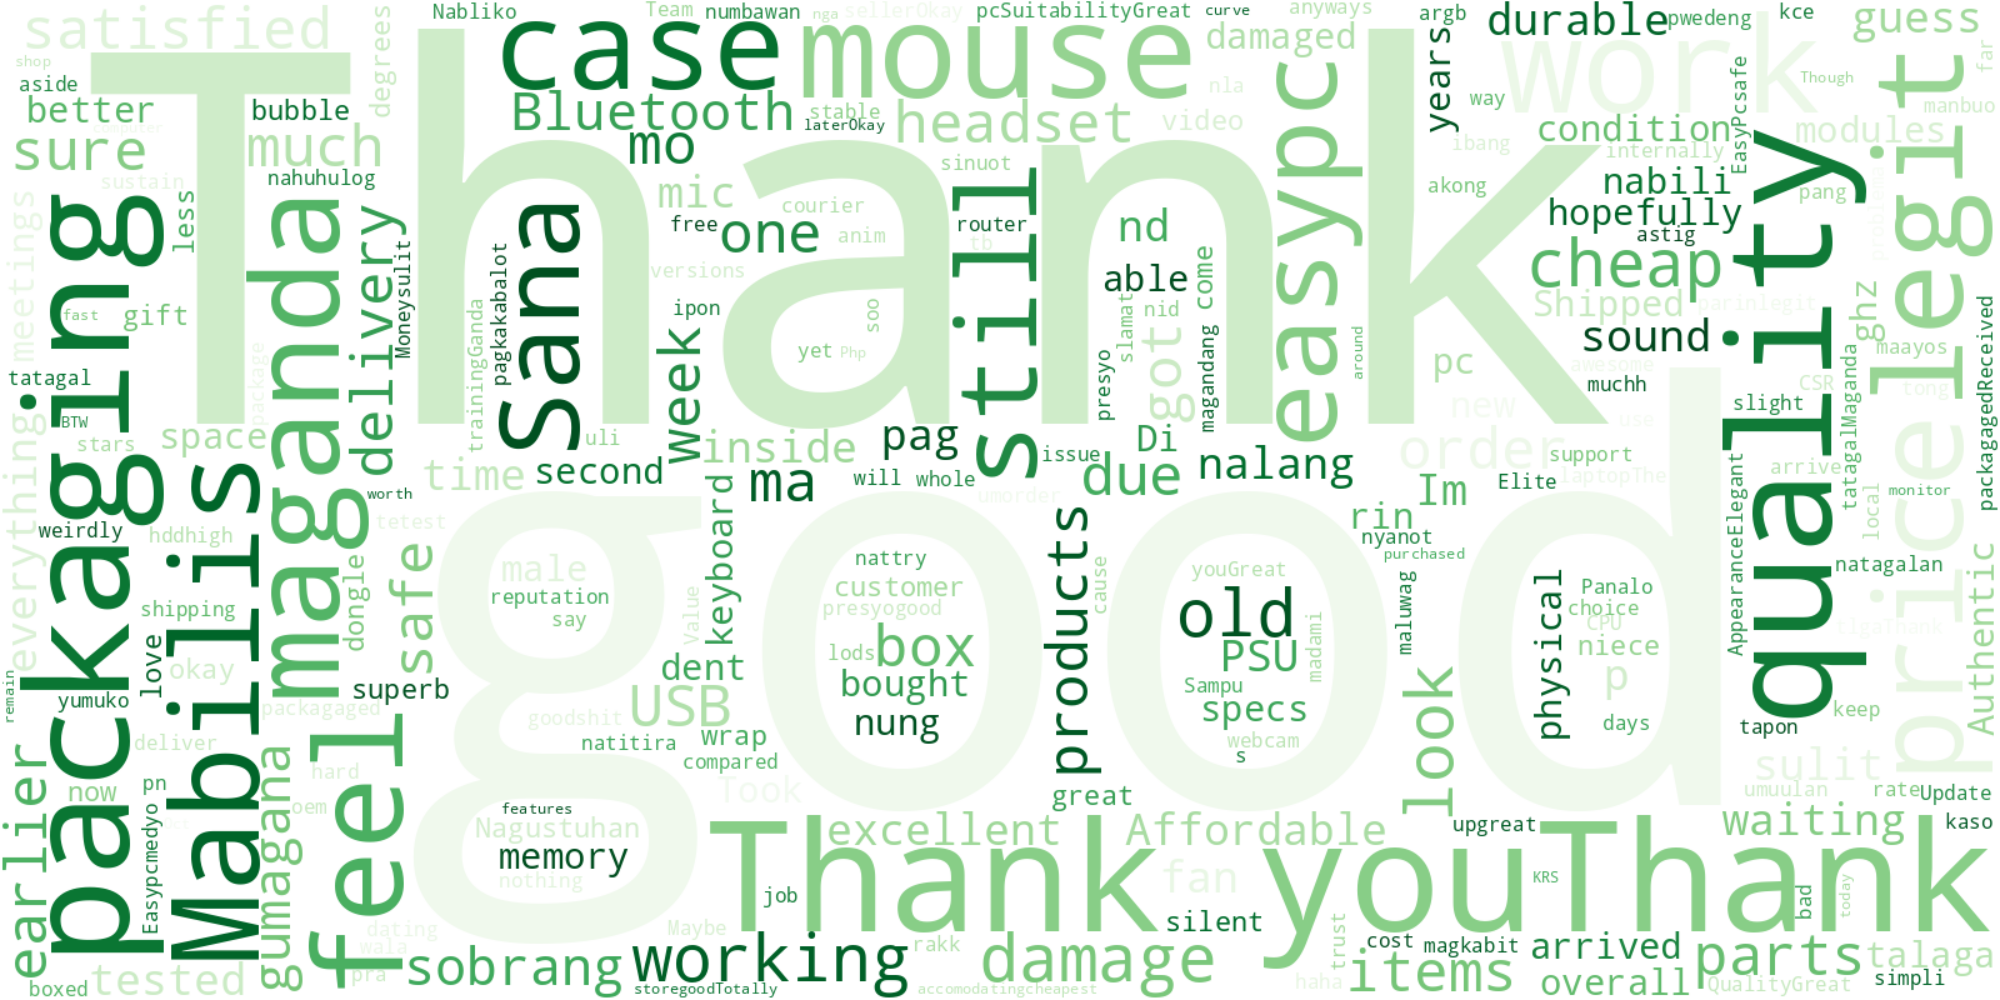 Thank
good
Thank youThank
packaging
Mabilis
maganda
quality
legit
price
case
mouse
work
Sana
still
easypc
feel
satisfied
Nabliko
Team
numbawan
nga
sellerOkay
pcSuitabilityGreat
curve
anyways
argb
durable
pwedeng
kce
guess
shop
aside
degrees
damaged
years
far
better
bubble
Bluetooth
stable
laterOkay
headset
nla
video
way
Though
EasyPcsafe
manbuo
computer
sure
much
mo
sinuot
ibang
condition
internally
modules
sustain
nahuhulog
less
mic
courier
akong
nabili
pang
free
one
anim
router
tb
nd
hopefully
astig
cheap
everything
meetings
delivery
Moneysulit
pagkakabalot
versions
able
nid
come
Shipped
parinlegit
ghz
packagagedReceived
gift
fast
ipon
soo
slamat
sound
maayos
package
trainingGanda
week
yet
Php
got
presyo
magandang
around
pc
awesome
muchh
CSR
tong
tatagal
BTW
stars
space
uli
inside
pag
Di
issue
new
use
slight
tatagalMaganda
order
support
laptopThe
arrive
time
second
ma
will
whole
due
nalang
Im
Elite
AppearanceElegant
local
monitor
worth
tetest
umorder
rin
nyanot
purchased
weirdly
hddhigh
safe
keyboard
products
male
nattry
cause
youGreat
natagalan
Authentic
reputation
say
customer
presyogood
Value
old
madami
maluwag
physical
Panalo
choice
CPU
niece
tlgaThank
shipping
dongle
love
okay
lods
box
PSU
p
remain
yumuko
superb
dent
bought
Sampu
specs
look
days
keep
packagaged
goodshit
USB
nung
webcam
s
tapon
deliver
natitira
wrap
compared
sulit
earlier
now
pn
hard
Took
great
umuulan
rate
Update
Easypcmedyo
gumagana
oem
features
Nagustuhan
memory
nothing
excellent
Affordable
upgreat
waiting
kaso
fan
KRS
job
silent
bad
today
dating
wala
pra
Maybe
rakk
trust
cost
magkabit
arrived
parts
talaga
boxed
tested
sobrang
working
storegoodTotally
damage
accomodatingcheapest
haha
items
overall
QualityGreat
simpli